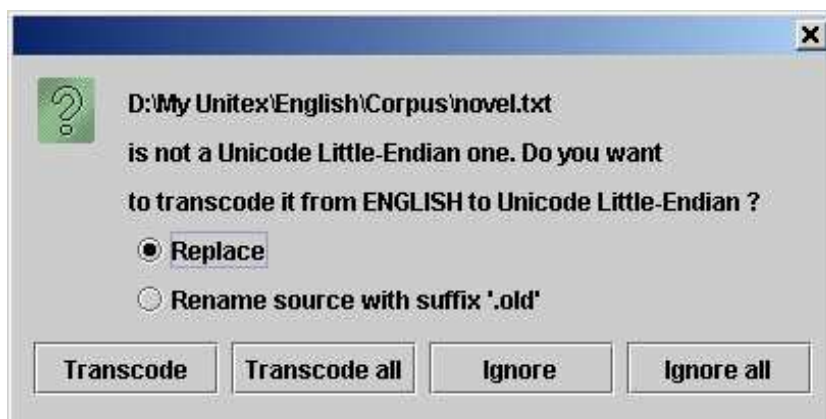 D:\My Unitex\English\Corpus\novel.txt
is not a Unicode Little-Endian one. Do you want
to transcode it from ENGLISH to Unicode Little-Endian ?
Replace
Rename source with suffix '.old'
Transcode Transcode all Ignore Ignore all